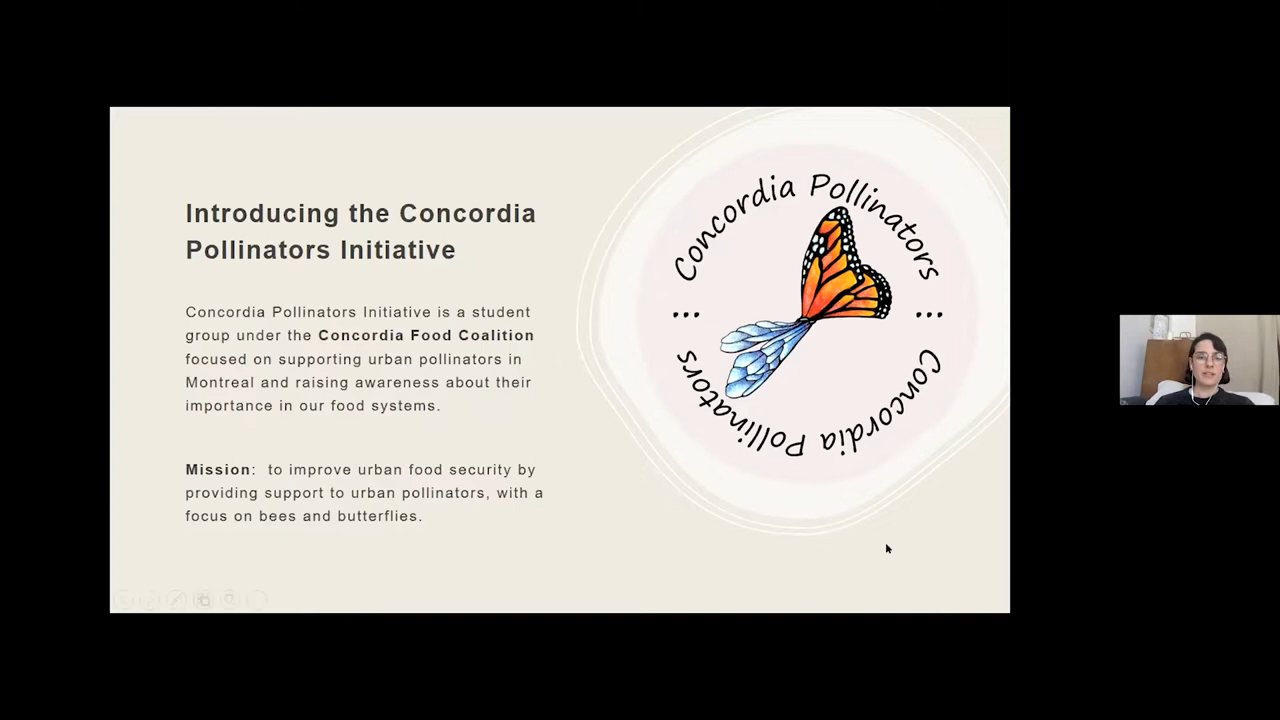 Introducing the Concordia
Pollinators Initiative
Concordia Pollinators Initiative is a student
group under the Concordia Food Coalition
focused on supporting urban pollinators in
Montreal and raising awareness about their
importance in our food systems.
Mission:  to improve urban food security by
providing support to urban pollinators, with a
focus on bees and butterflies.
Concordia Pollinators
...
...
Concordia Pollinators